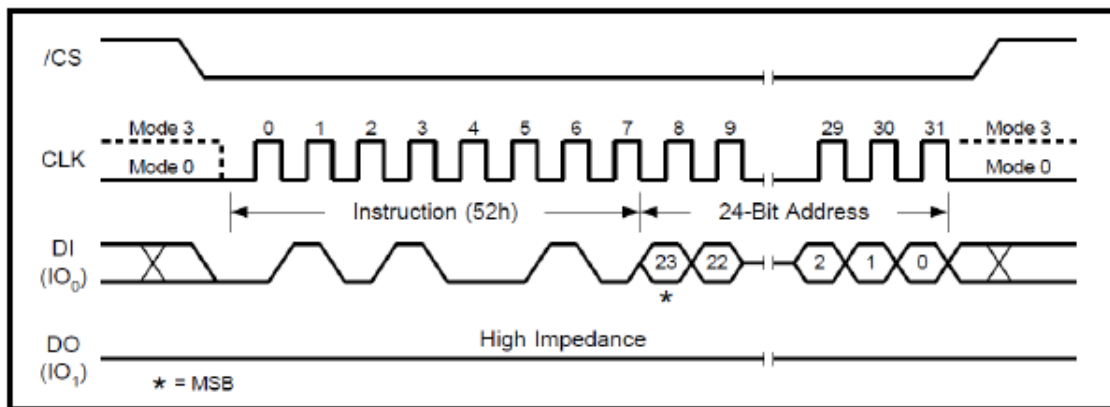 /CS
Mode 3 0 1 2 3 4 5 6 7 8 9 29 30 31 Mode 3
CLK
Mode 0 Mode 0
Instruction (52h) 24-Bit Address
DI
(IO0) 23 22 2 1 0
*
High Impedance
DO
(IO1)
* = MSB